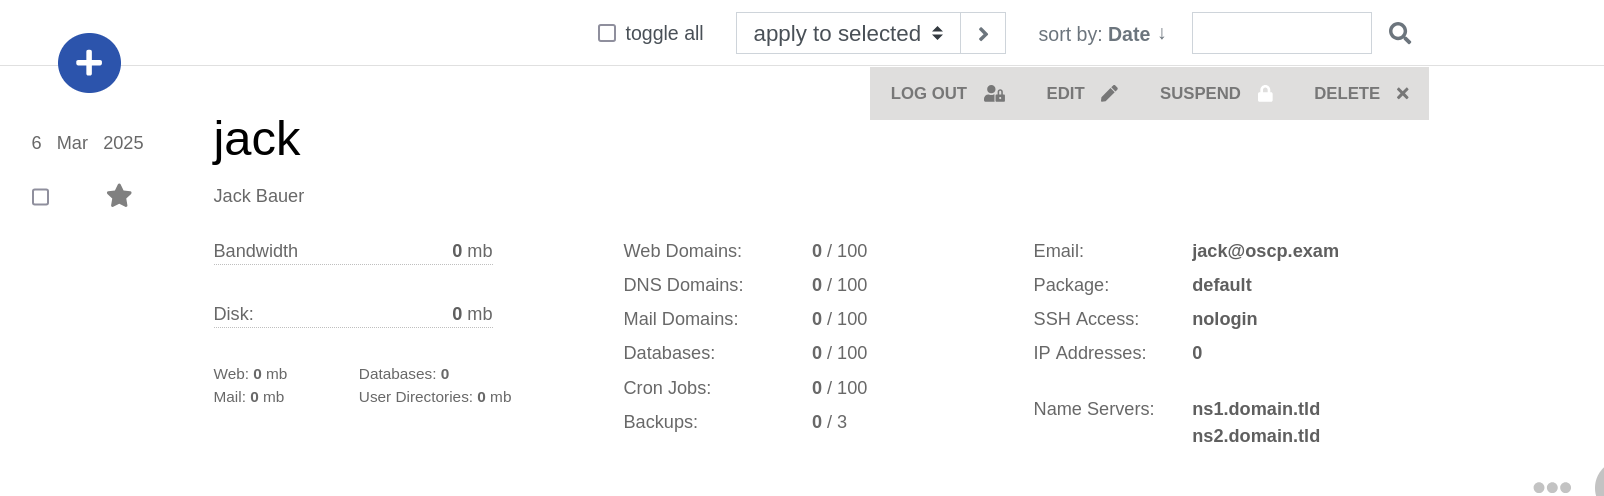 toggle all apply to selected sort by: Date ↓
LOG OUT EDIT SUSPEND DELETE
6 Mar 2025
jack
Jack Bauer
Bandwidth 0 mb
Disk: 0 mb
Web: 0 mb Databases: 0
Mail: 0 mb User Directories: 0 mb
Web Domains: 0 / 100
DNS Domains: 0 / 100
Mail Domains: 0 / 100
Databases: 0 / 100
Cron Jobs: 0 / 100
Backups: 0 / 3
Email: jack@oscp.exam
Package: default
SSH Access: nologin
IP Addresses: 0
Name Servers: ns1.domain.tld
ns2.domain.tld